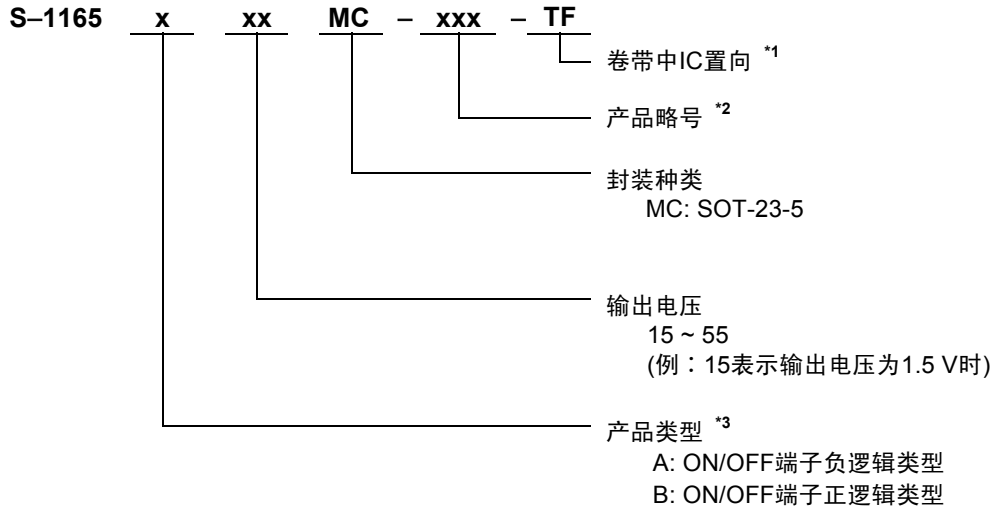 S–1165 x xx MC – xxx – TF
卷带中IC置向 *1
产品略号 *2
封装种类
MC: SOT-23-5
输出电压
15 ~ 55
(例：15表示输出电压为1.5 V时)
产品类型 *3
A: ON/OFF端子负逻辑类型
B: ON/OFF端子正逻辑类型